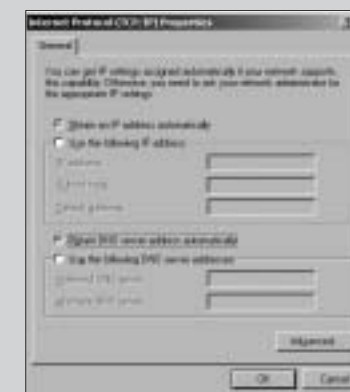 Internet Protocol (TCP/IP) Properties
General
You can get IP settings assigned automatically if your network supports
this capability. Otherwise, you need to ask your network administrator for
the appropriate IP settings.
Obtain an IP address automatically
Use the following IP address:
IP address:
Subnet mask:
Default gateway:
Obtain DNS server address automatically
Use the following DNS server addresses:
Preferred DNS server:
Alternate DNS server:
Advanced...
OK
Cancel